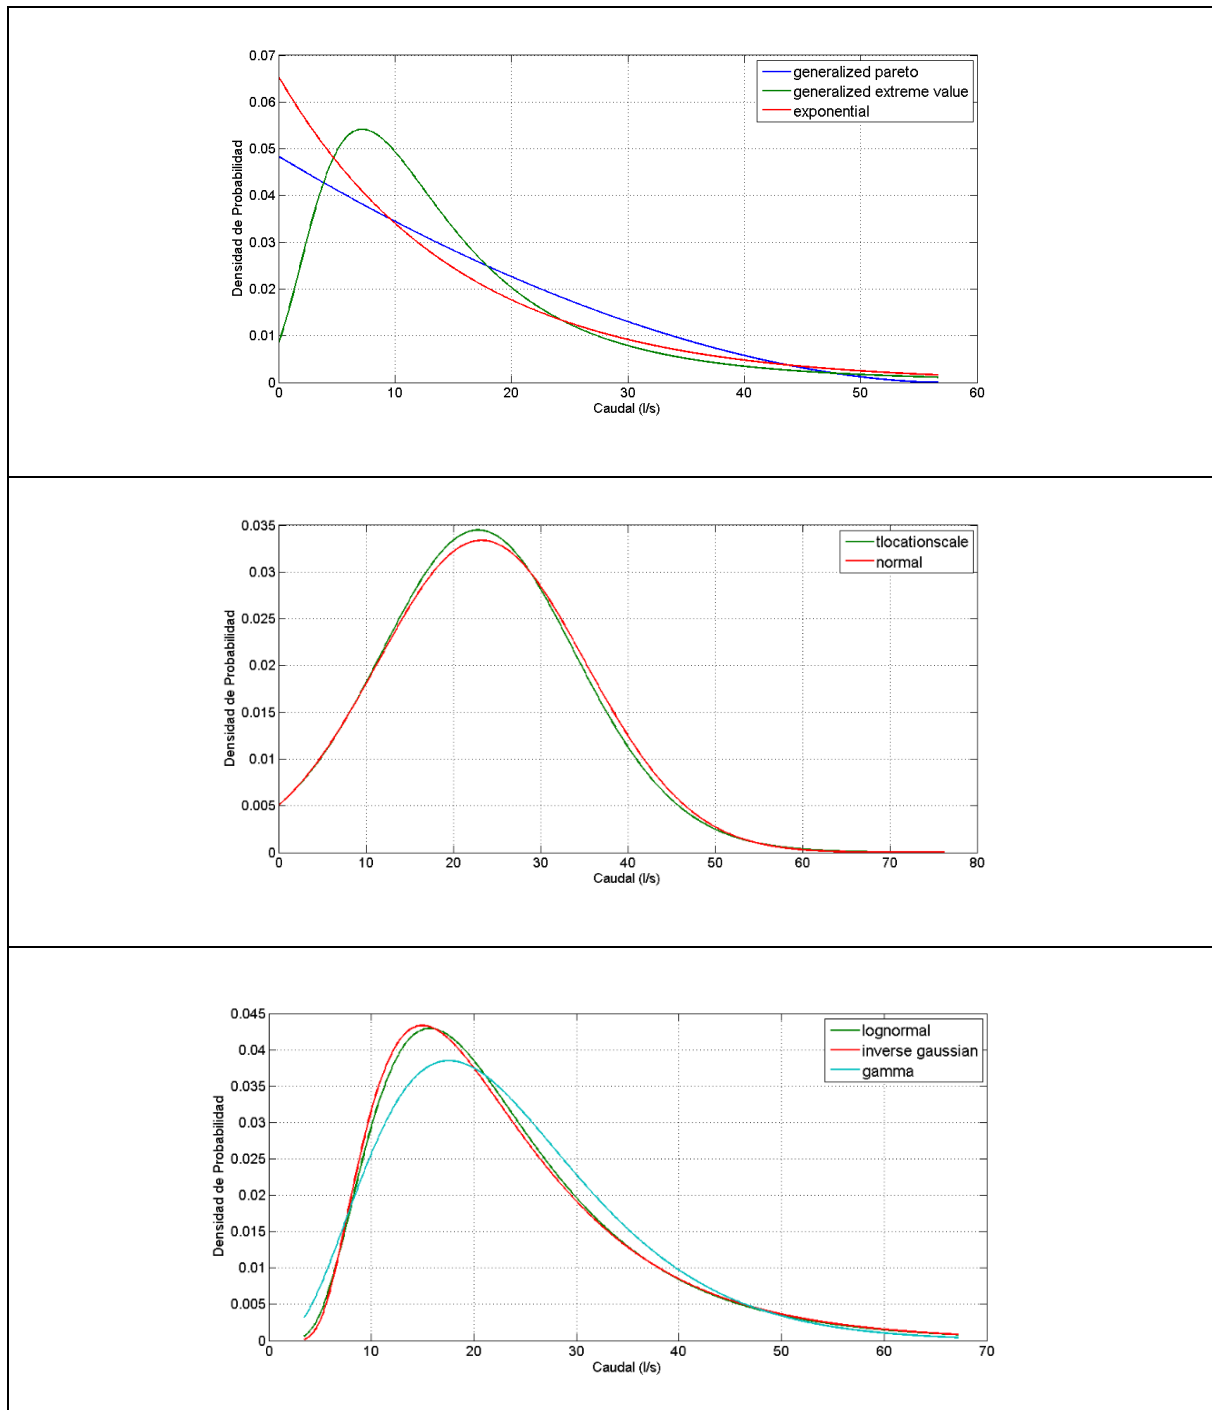 0.07
0.06
0.05
0.04
0.03
0.02
0.01
0
Densidad de Probabilidad
generalized pareto
generalized extreme value
exponential
0 10 20 30 40 50 60
Caudal (l/s)
0.035
0.03
0.025
0.02
0.015
0.01
0.005
0
Densidad de Probabilidad
tlocationscale
normal
0 10 20 30 40 50 60 70 80
Caudal (l/s)
0.045
0.04
0.035
0.03
0.025
0.02
0.015
0.01
0.005
0
Densidad de Probabilidad
lognormal
inverse gaussian
gamma
0 10 20 30 40 50 60 70
Caudal (l/s)